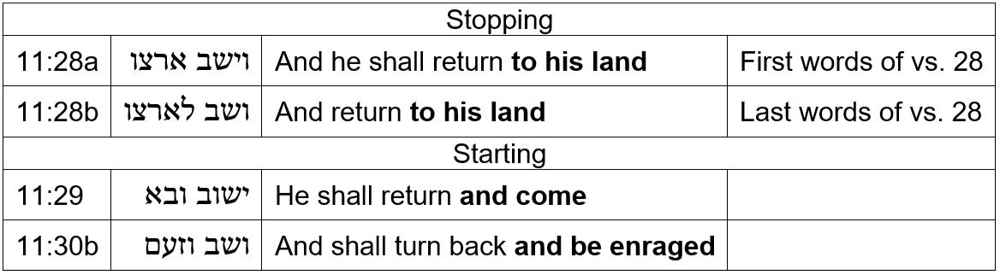 Stopping
11:28a וישב ארצו And he shall return to his land First words of vs. 28
11:28b ושב לארצו And return to his land Last words of vs. 28
Starting
11:29 ישוב ובא He shall return and come
11:30b ושב וזעם And shall turn back and be enraged